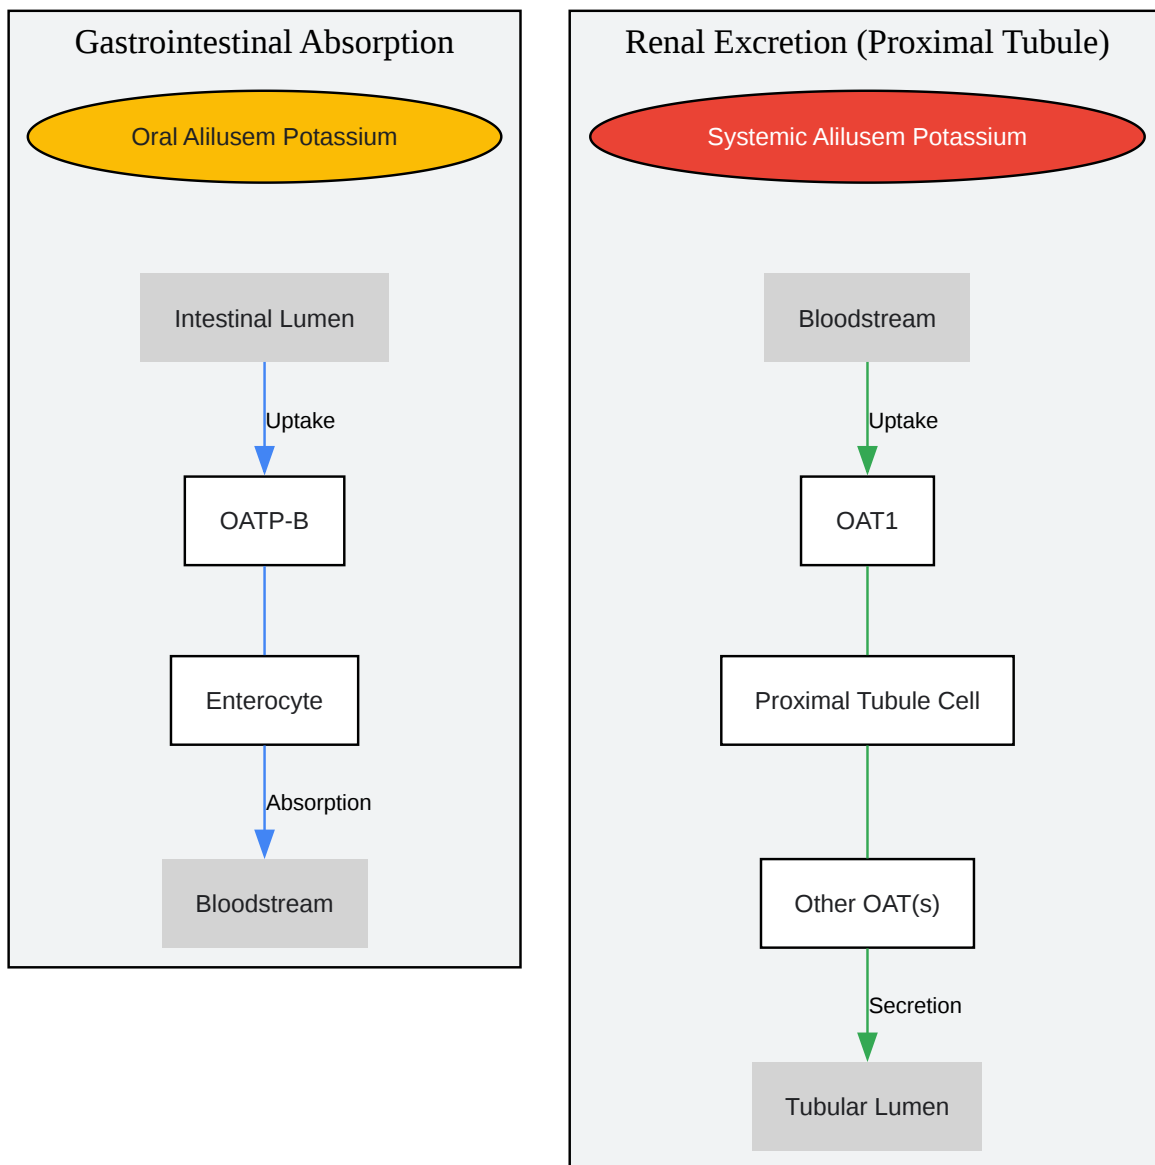 Gastrointestinal Absorption
Oral Alilusem Potassium
Intestinal Lumen
Uptake
OATP-B
Enterocyte
Absorption
Bloodstream
Renal Excretion (Proximal Tubule)
Systemic Alilusem Potassium
Bloodstream
Uptake
OAT1
Proximal Tubule Cell
Other OAT(s)
Secretion
Tubular Lumen